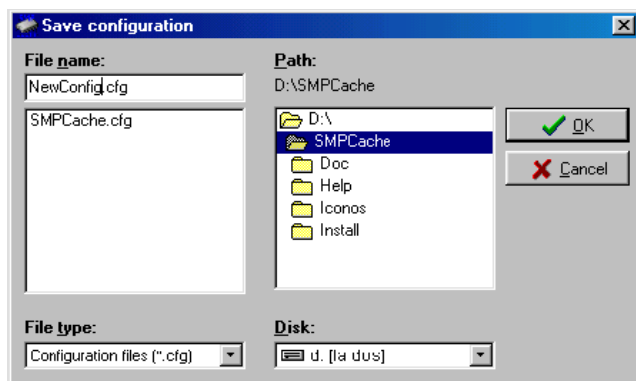 Save configuration
File name:
NewConfig.cfg
SMPCache.cfg
Path:
D:\SMPCache
D:\
SMPCache
Doc
Help
Iconos
Install
OK
Cancel
File type:
Configuration files (*.cfg)
Disk:
d: [la dos]